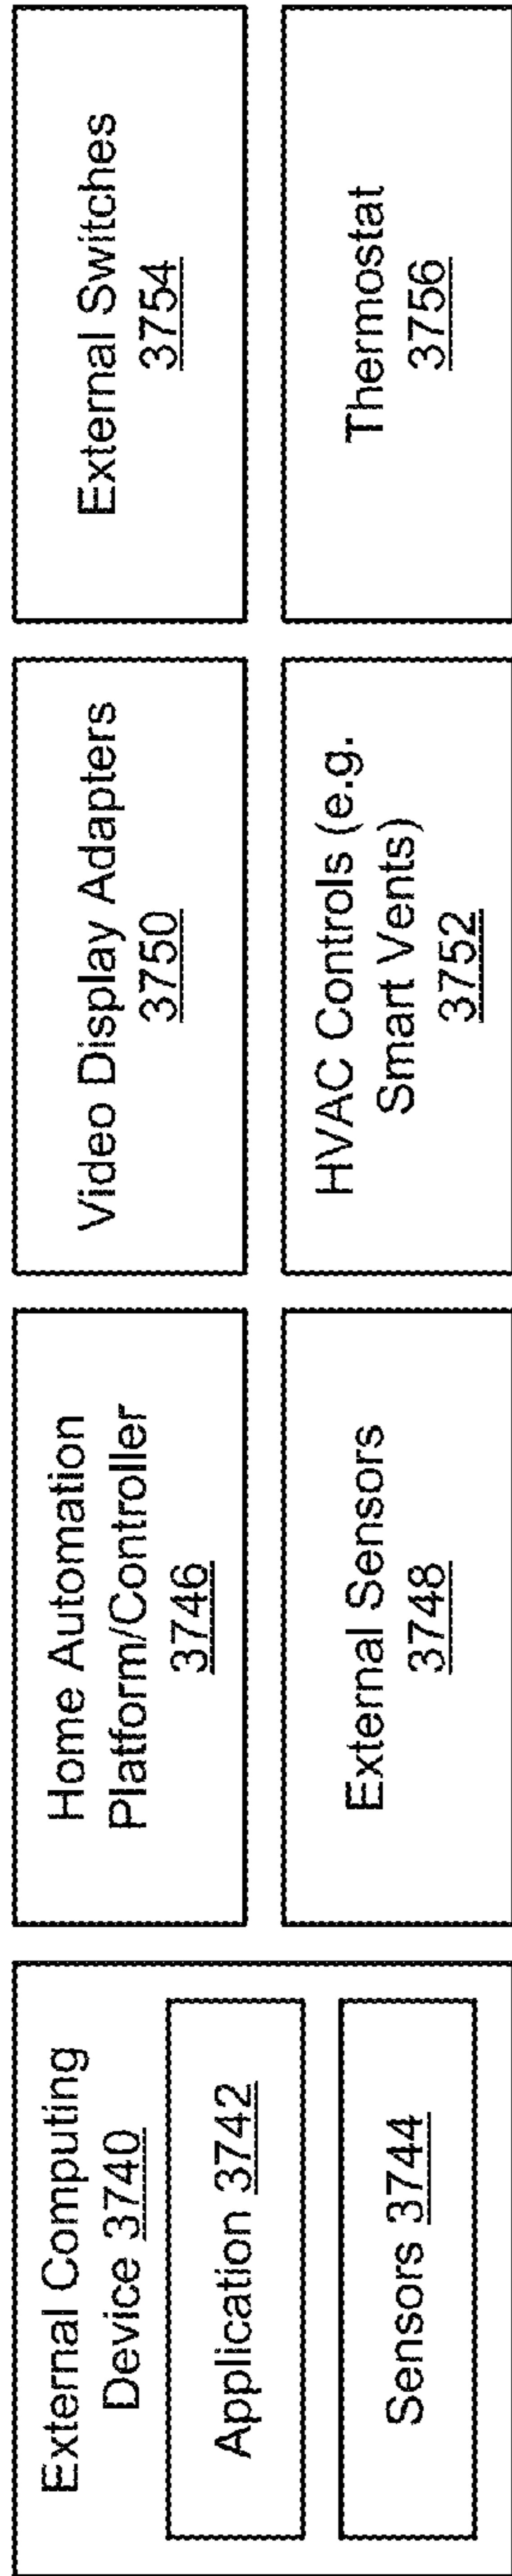 External Computing
Device 3740
Application 3742
Sensors 3744
Home Automation
Platform/Controller
3746
External Sensors
3748
Video Display Adapters
3750
HVAC Controls (e.g.
Smart Vents)
3752
External Switches
3754
Thermostat
3756